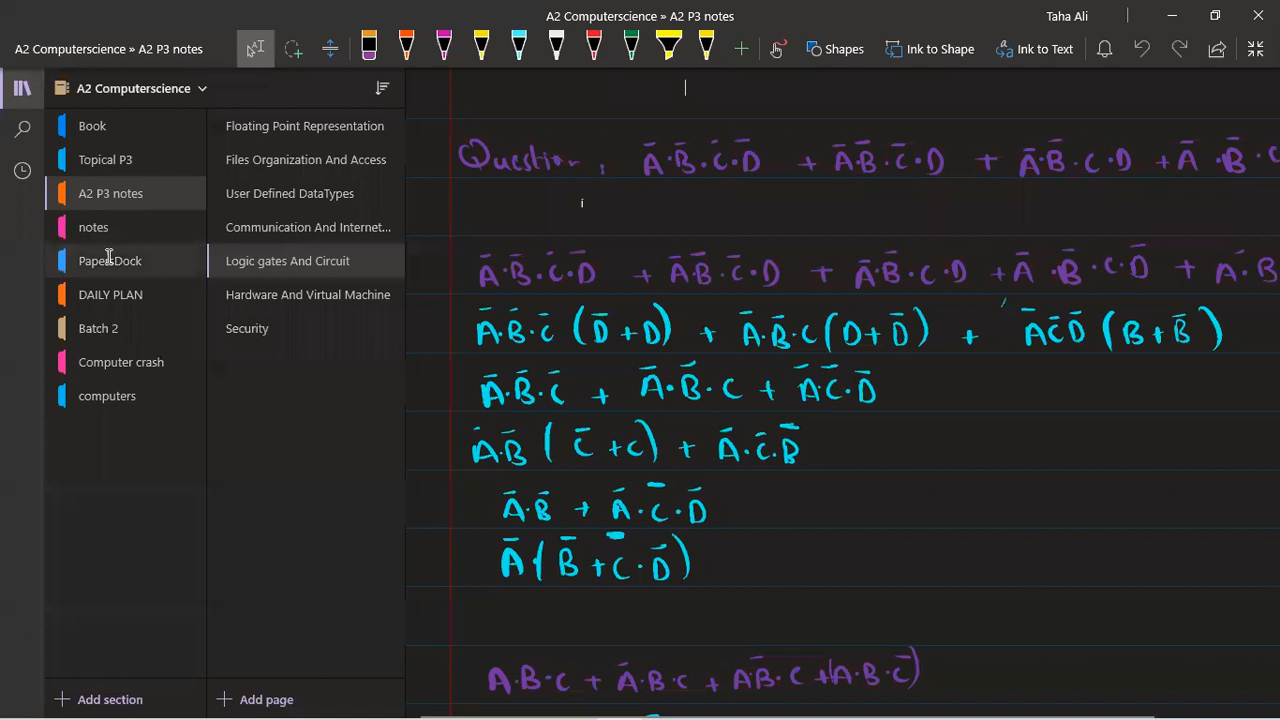 A2 Computerscience » A2 P3 notes
Taha Ali
A2 Computerscience » A2 P3 notes
Shapes
Ink to Shape
Ink to Text
A2 Computerscience
Book
Topical P3
A2 P3 notes
notes
PaperDock
DAILY PLAN
Batch 2
Computer crash
computers
Add section
Floating Point Representation
Files Organization And Access
User Defined DataTypes
Communication And Internet...
Logic gates And Circuit
Hardware And Virtual Machine
Security
Add page
Question, A̅·B̅·C̅·D̅ + A̅·B̅·C̅·D + A̅·B̅·C·D + A̅·B̅·C
A̅·B̅·C̅·D̅ + A̅·B̅·C̅·D + A̅·B̅·C·D + A̅·B̅·C·D̅ + A̅·B
A̅·B̅·C̅ (D̅+D) + A̅·B̅·C(D+D̅) + A̅C̅D̅ (B+B̅)
A̅·B̅·C̅ + A̅·B̅·C + A̅·C̅·D̅
A̅·B̅ ( C̅+C) + A̅·C̅·D̅
A̅·B̅ + A̅·C̅·D̅
A̅(B̅+C̅·D̅)
A·B·C + A̅·B·C + A·B̅·C + (A·B·C̅)